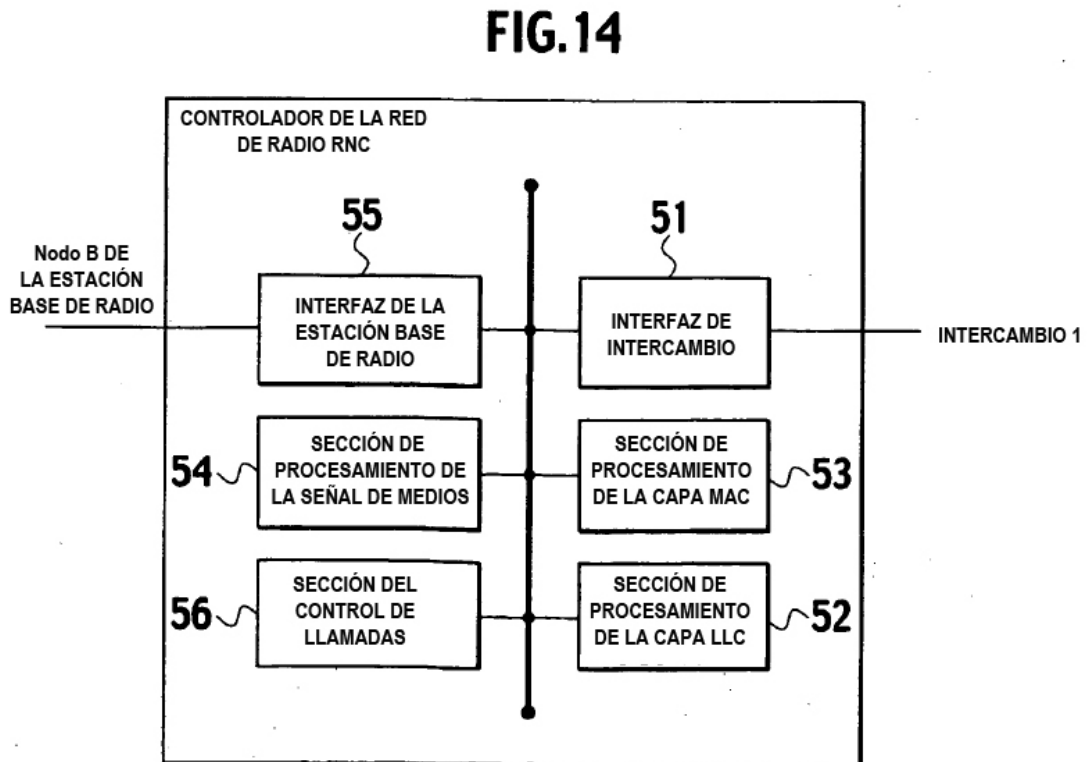 FIG.14
CONTROLADOR DE LA RED
DE RADIO RNC
55
51
Nodo B DE
LA ESTACIÓN
BASE DE RADIO
INTERFAZ DE LA
ESTACIÓN BASE
DE RADIO
INTERFAZ DE
INTERCAMBIO
INTERCAMBIO 1
54
SECCIÓN DE
PROCESAMIENTO DE
LA SEÑAL DE MEDIOS
SECCIÓN DE
PROCESAMIENTO
DE LA CAPA MAC
53
56
SECCIÓN DEL
CONTROL DE
LLAMADAS
SECCIÓN DE
PROCESAMIENTO
DE LA CAPA LLC
52